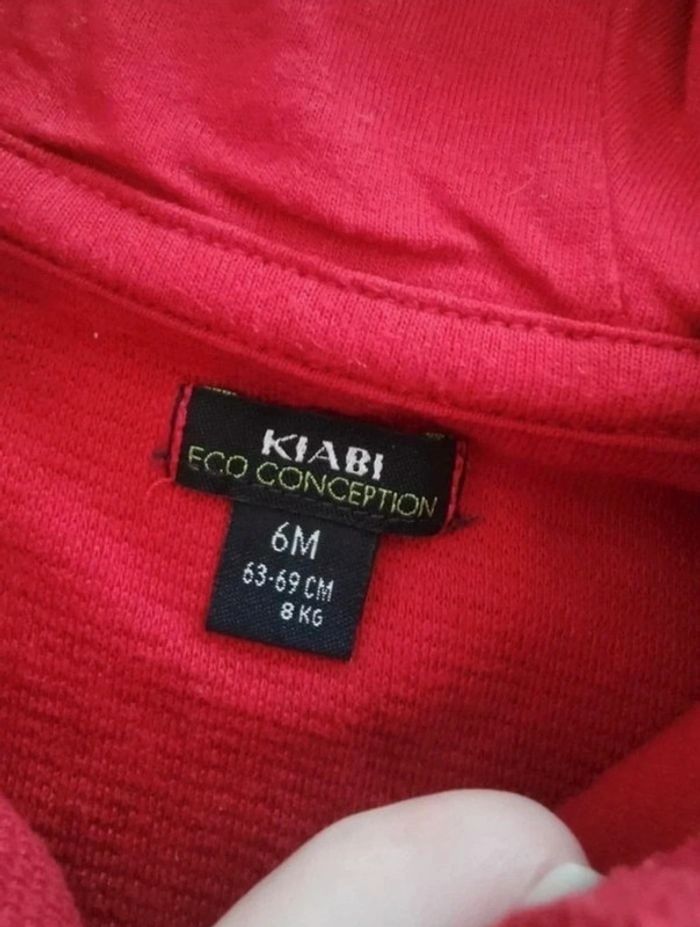 KIABI
ECO CONCEPTION
6M
63-69 CM
8 KG